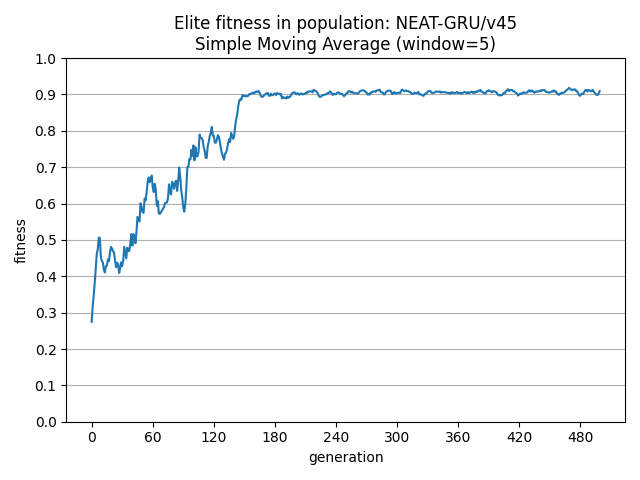 Elite fitness in population: NEAT-GRU/v45
Simple Moving Average (window=5)
1.0
0.9
0.8
0.7
0.6
0.5
0.4
0.3
0.2
0.1
0.0
fitness
0 60 120 180 240 300 360 420 480
generation